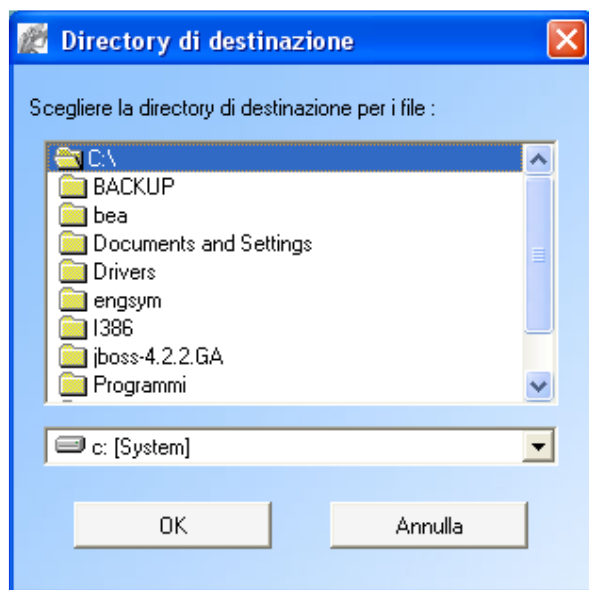 Directory di destinazione
Scegliere la directory di destinazione per i file :
C:\
BACKUP
bea
Documents and Settings
Drivers
engsym
I386
jboss-4.2.2.GA
Programmi
c: [System]
OK Annulla